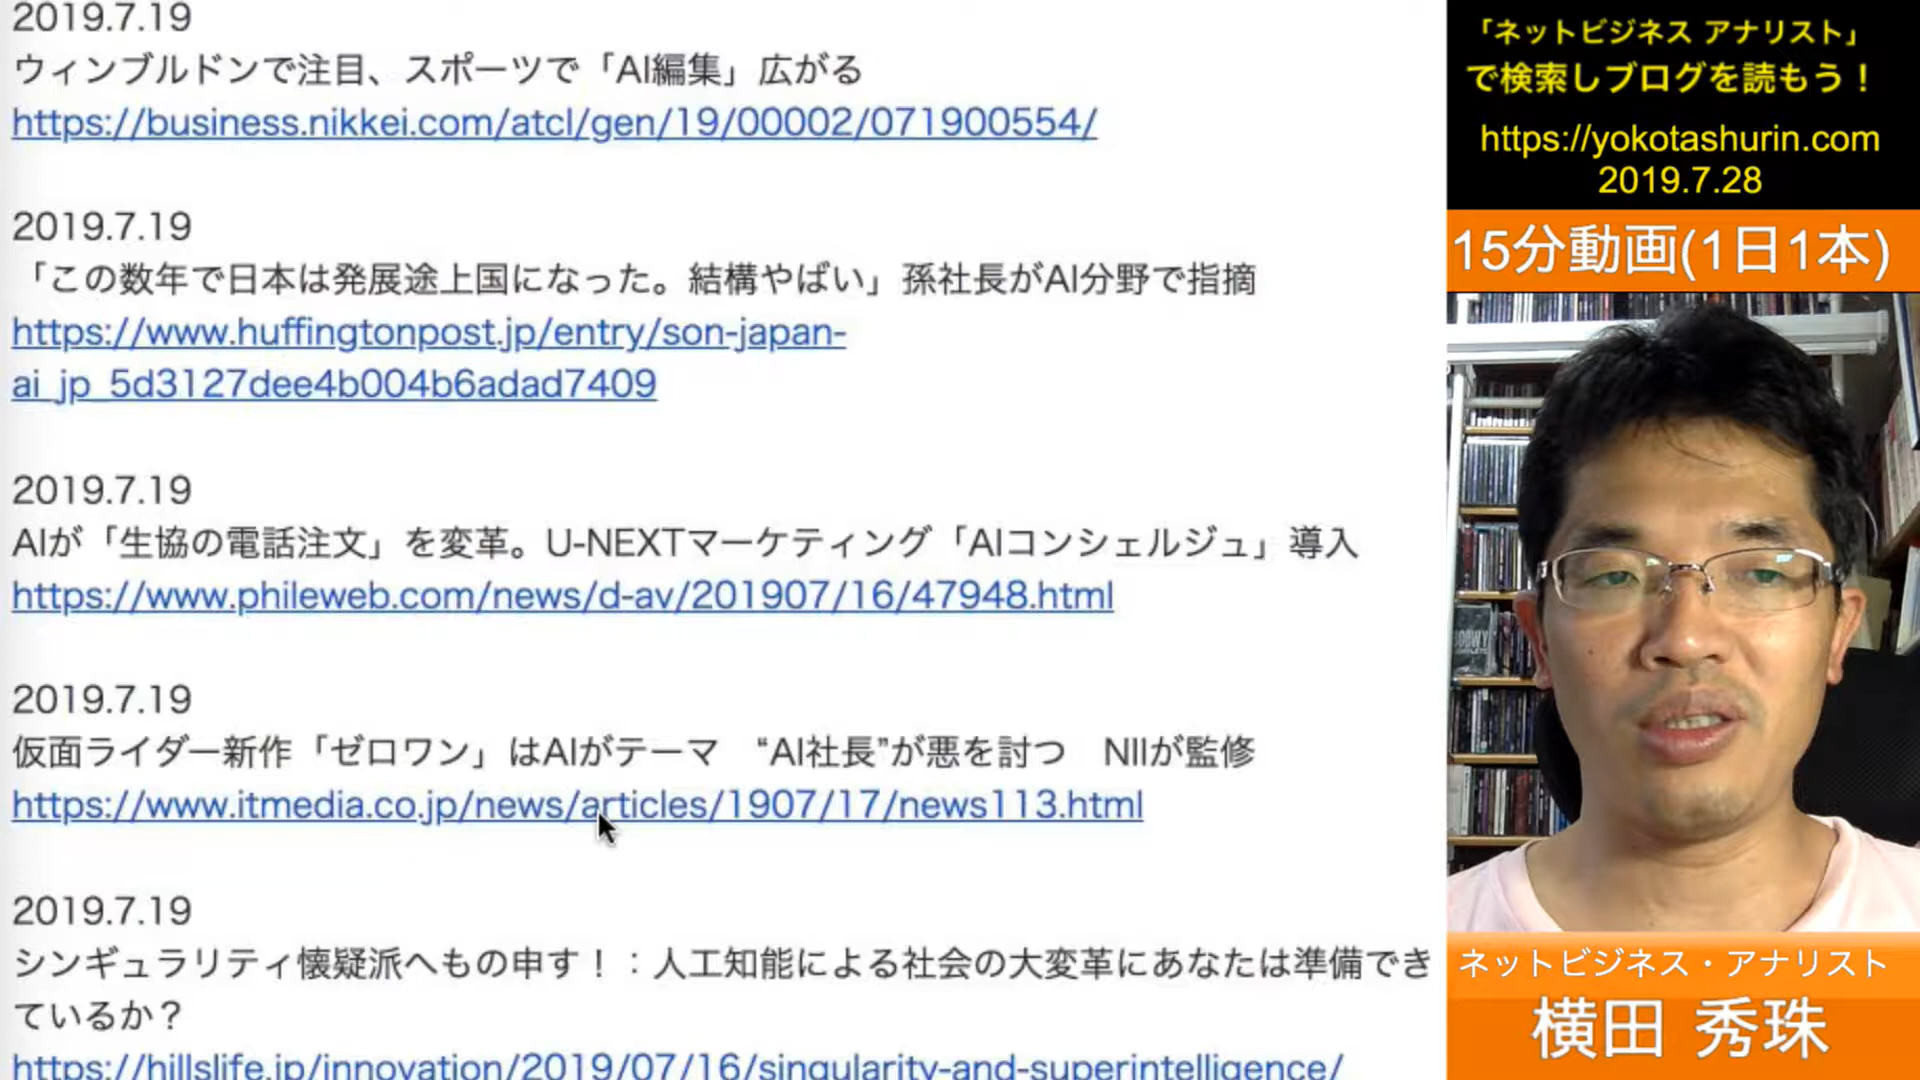 2019.7.19
ウィンブルドンで注目、スポーツで「AI編集」広がる
https://business.nikkei.com/atcl/gen/19/00002/071900554/
2019.7.19
「この数年で日本は発展途上国になった。結構やばい」孫社長がAI分野で指摘
https://www.huffingtonpost.jp/entry/son-japan-
ai_jp_5d3127dee4b004b6adad7409
2019.7.19
AIが「生協の電話注文」を変革。U-NEXTマーケティング「AIコンシェルジュ」導入
https://www.phileweb.com/news/d-av/201907/16/47948.html
2019.7.19
仮面ライダー新作「ゼロワン」はAIがテーマ　“AI社長”が悪を討つ　NIIが監修
https://www.itmedia.co.jp/news/articles/1907/17/news113.html
2019.7.19
シンギュラリティ懐疑派へもの申す！：人工知能による社会の大変革にあなたは準備でき
ているか？
https://hillslife.jp/innovation/2019/07/16/singularity-and-superintelligence/
「ネットビジネス アナリスト」
で検索しブログを読もう！
https://yokotashurin.com
2019.7.28
15分動画(1日1本)
BOOWY
COMPLETE
ネットビジネス・アナリスト
横田 秀珠